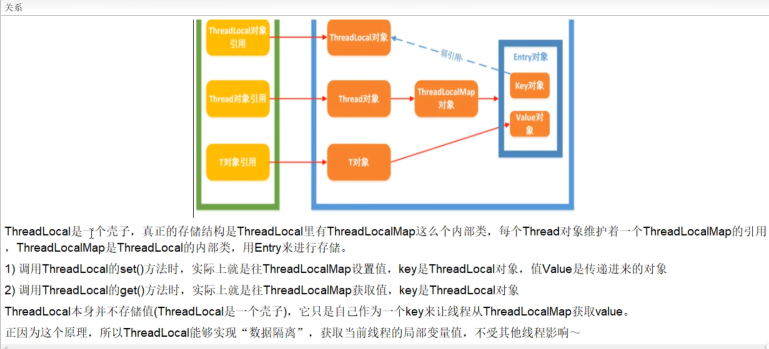 关系
ThreadLocal对象
引用
ThreadLocal对象
弱引用
Entry对象
Key对象
Thread对象引用
Thread对象
ThreadLocalMap
对象
Value对
象
T对象引用
T对象
ThreadLocal是一个壳子，真正的存储结构是ThreadLocal里有ThreadLocalMap这么个内部类，每个Thread对象维护着一个ThreadLocalMap的引用
，ThreadLocalMap是ThreadLocal的内部类，用Entry来进行存储。
1) 调用ThreadLocal的set()方法时，实际上就是往ThreadLocalMap设置值，key是ThreadLocal对象，值Value是传递进来的对象
2) 调用ThreadLocal的get()方法时，实际上就是往ThreadLocalMap获取值，key是ThreadLocal对象
ThreadLocal本身并不存储值(ThreadLocal是一个壳子)，它只是自己作为一个key来让线程从ThreadLocalMap获取value。
正因为这个原理，所以ThreadLocal能够实现“数据隔离”，获取当前线程的局部变量值，不受其他线程影响～